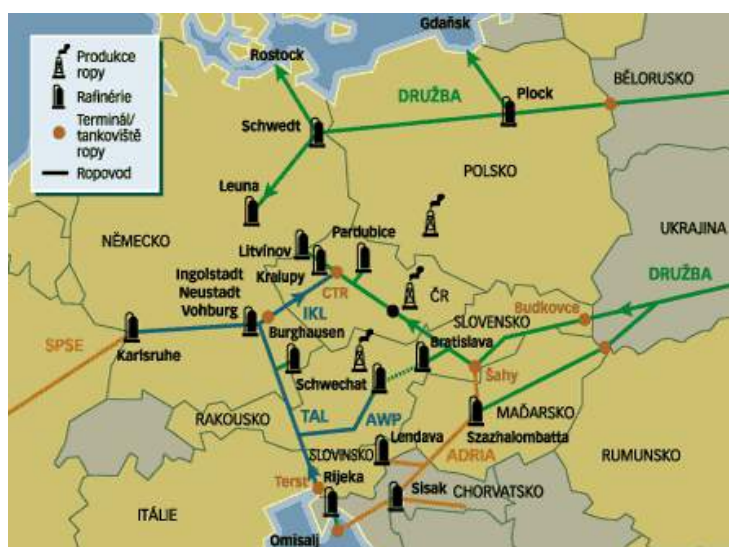 Produkce
ropy
Rafinérie
Terminál/
tankoviště
ropy
Ropovod
Rostock
Gdaňsk
BĚLORUSKO
DRUŽBA
Plock
Schwedt
POLSKO
Leuna
UKRAJINA
NĚMECKO
Pardubice
Litvínov
Kralupy
Ingolstadt
Neustadt
Vohburg
CTR
ČR
DRUŽBA
IKL
Budkovce
SLOVENSKO
SPSE
Karlsruhe
Burghausen
Bratislava
Schwechat
Šahy
RAKOUSKO
TAL
AWP
MAĎARSKO
Szazhalombatta
Lendava
SLOVINSKO
ADRIA
RUMUNSKO
Terst
Rijeka
Sisak
CHORVATSKO
ITÁLIE
Omisalj